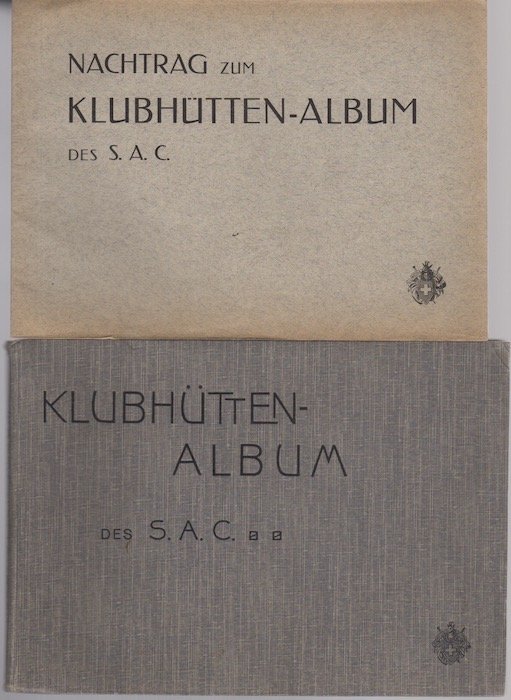 NACHTRAG ZUM
KLUBHÜTTEN-ALBUM
DES S. A. C.
KLUBHÜTTEN-
ALBUM
DES S. A. C.